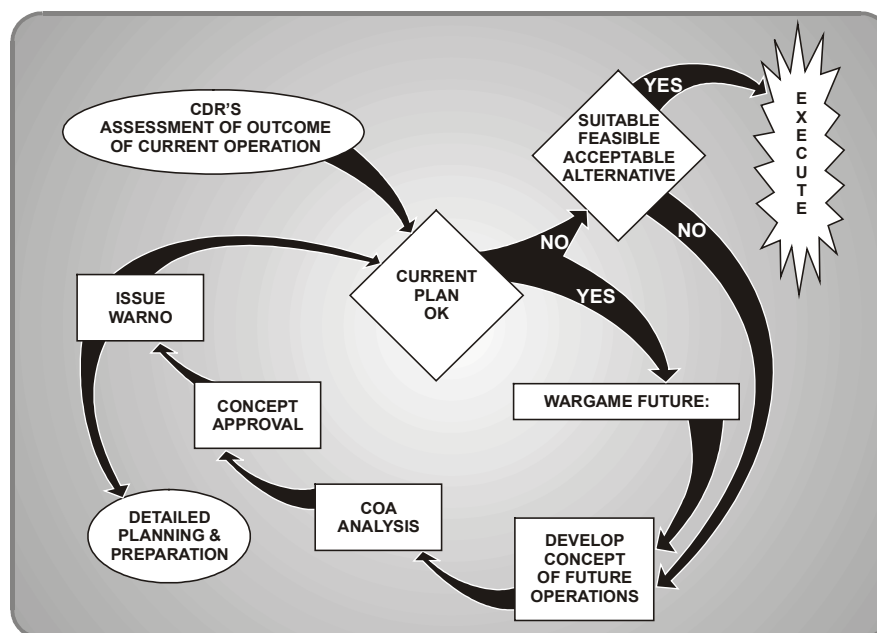 CDR'S
ASSESSMENT OF OUTCOME
OF CURRENT OPERATION
SUITABLE
FEASIBLE
ACCEPTABLE
ALTERNATIVE
YES
EXECUTE
NO
NO
YES
CURRENT
PLAN
OK
ISSUE
WARNO
WARGAME FUTURE:
CONCEPT
APPROVAL
COA
ANALYSIS
DETAILED
PLANNING &
PREPARATION
DEVELOP
CONCEPT
OF FUTURE
OPERATIONS